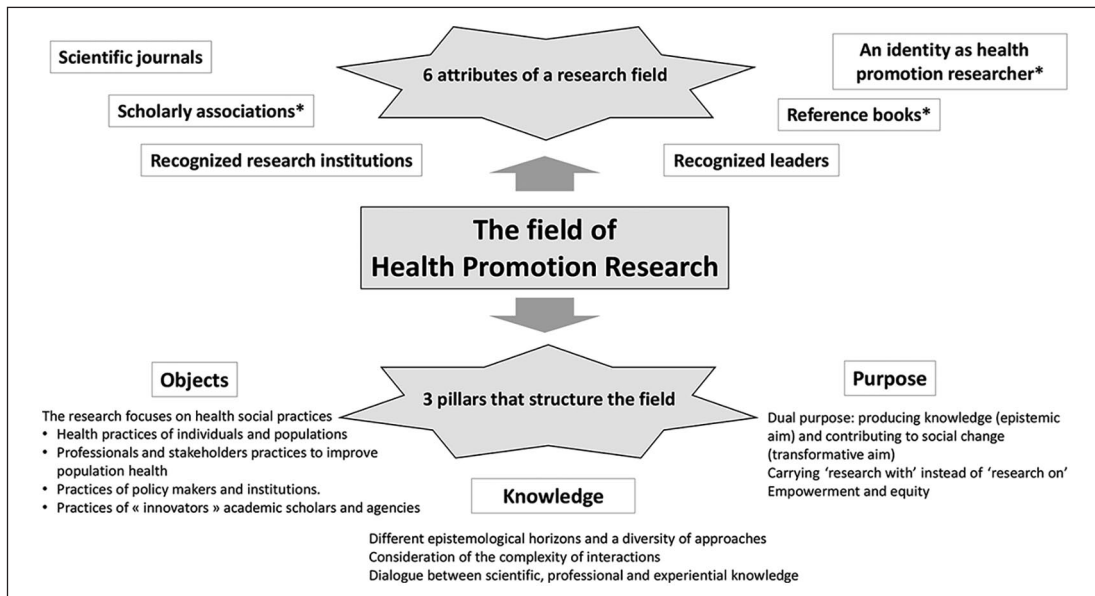 Scientific journals
Scholarly associations*
Recognized research institutions
6 attributes of a research field
An identity as health
promotion researcher*
Reference books*
Recognized leaders
The field of
Health Promotion Research
3 pillars that structure the field
Objects
The research focuses on health social practices
• Health practices of individuals and populations
• Professionals and stakeholders practices to improve
population health
• Practices of policy makers and institutions.
• Practices of « innovators » academic scholars and agencies
Knowledge
Different epistemological horizons and a diversity of approaches
Consideration of the complexity of interactions
Dialogue between scientific, professional and experiential knowledge
Purpose
Dual purpose: producing knowledge (epistemic
aim) and contributing to social change
(transformative aim)
Carrying ‘research with’ instead of ‘research on’
Empowerment and equity